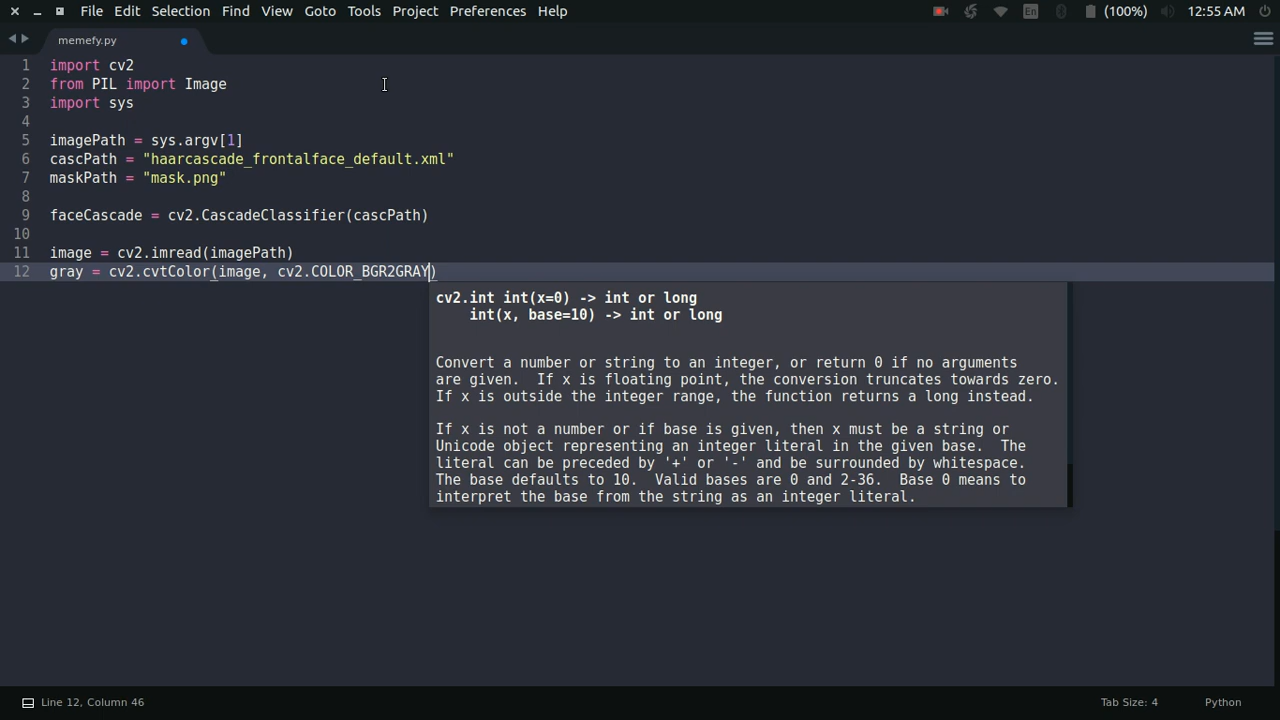 File Edit Selection Find View Goto Tools Project Preferences Help En (100%) 12:55 AM
memefy.py
1 import cv2
2 from PIL import Image
3 import sys
4
5 imagePath = sys.argv[1]
6 cascPath = "haarcascade_frontalface_default.xml"
7 maskPath = "mask.png"
8
9 faceCascade = cv2.CascadeClassifier(cascPath)
10
11 image = cv2.imread(imagePath)
12 gray = cv2.cvtColor(image, cv2.COLOR_BGR2GRAY)
cv2.int int(x=0) -> int or long
int(x, base=10) -> int or long
Convert a number or string to an integer, or return 0 if no arguments
are given.  If x is floating point, the conversion truncates towards zero.
If x is outside the integer range, the function returns a long instead.
If x is not a number or if base is given, then x must be a string or
Unicode object representing an integer literal in the given base.  The
literal can be preceded by '+' or '-' and be surrounded by whitespace.
The base defaults to 10.  Valid bases are 0 and 2-36.  Base 0 means to
interpret the base from the string as an integer literal.
Line 12, Column 46 Tab Size: 4 Python